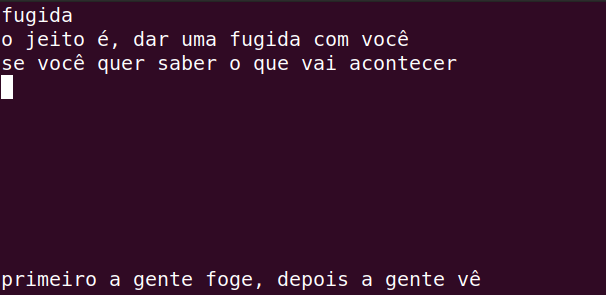 fugida
o jeito é, dar uma fugida com você
se você quer saber o que vai acontecer
primeiro a gente foge, depois a gente vê